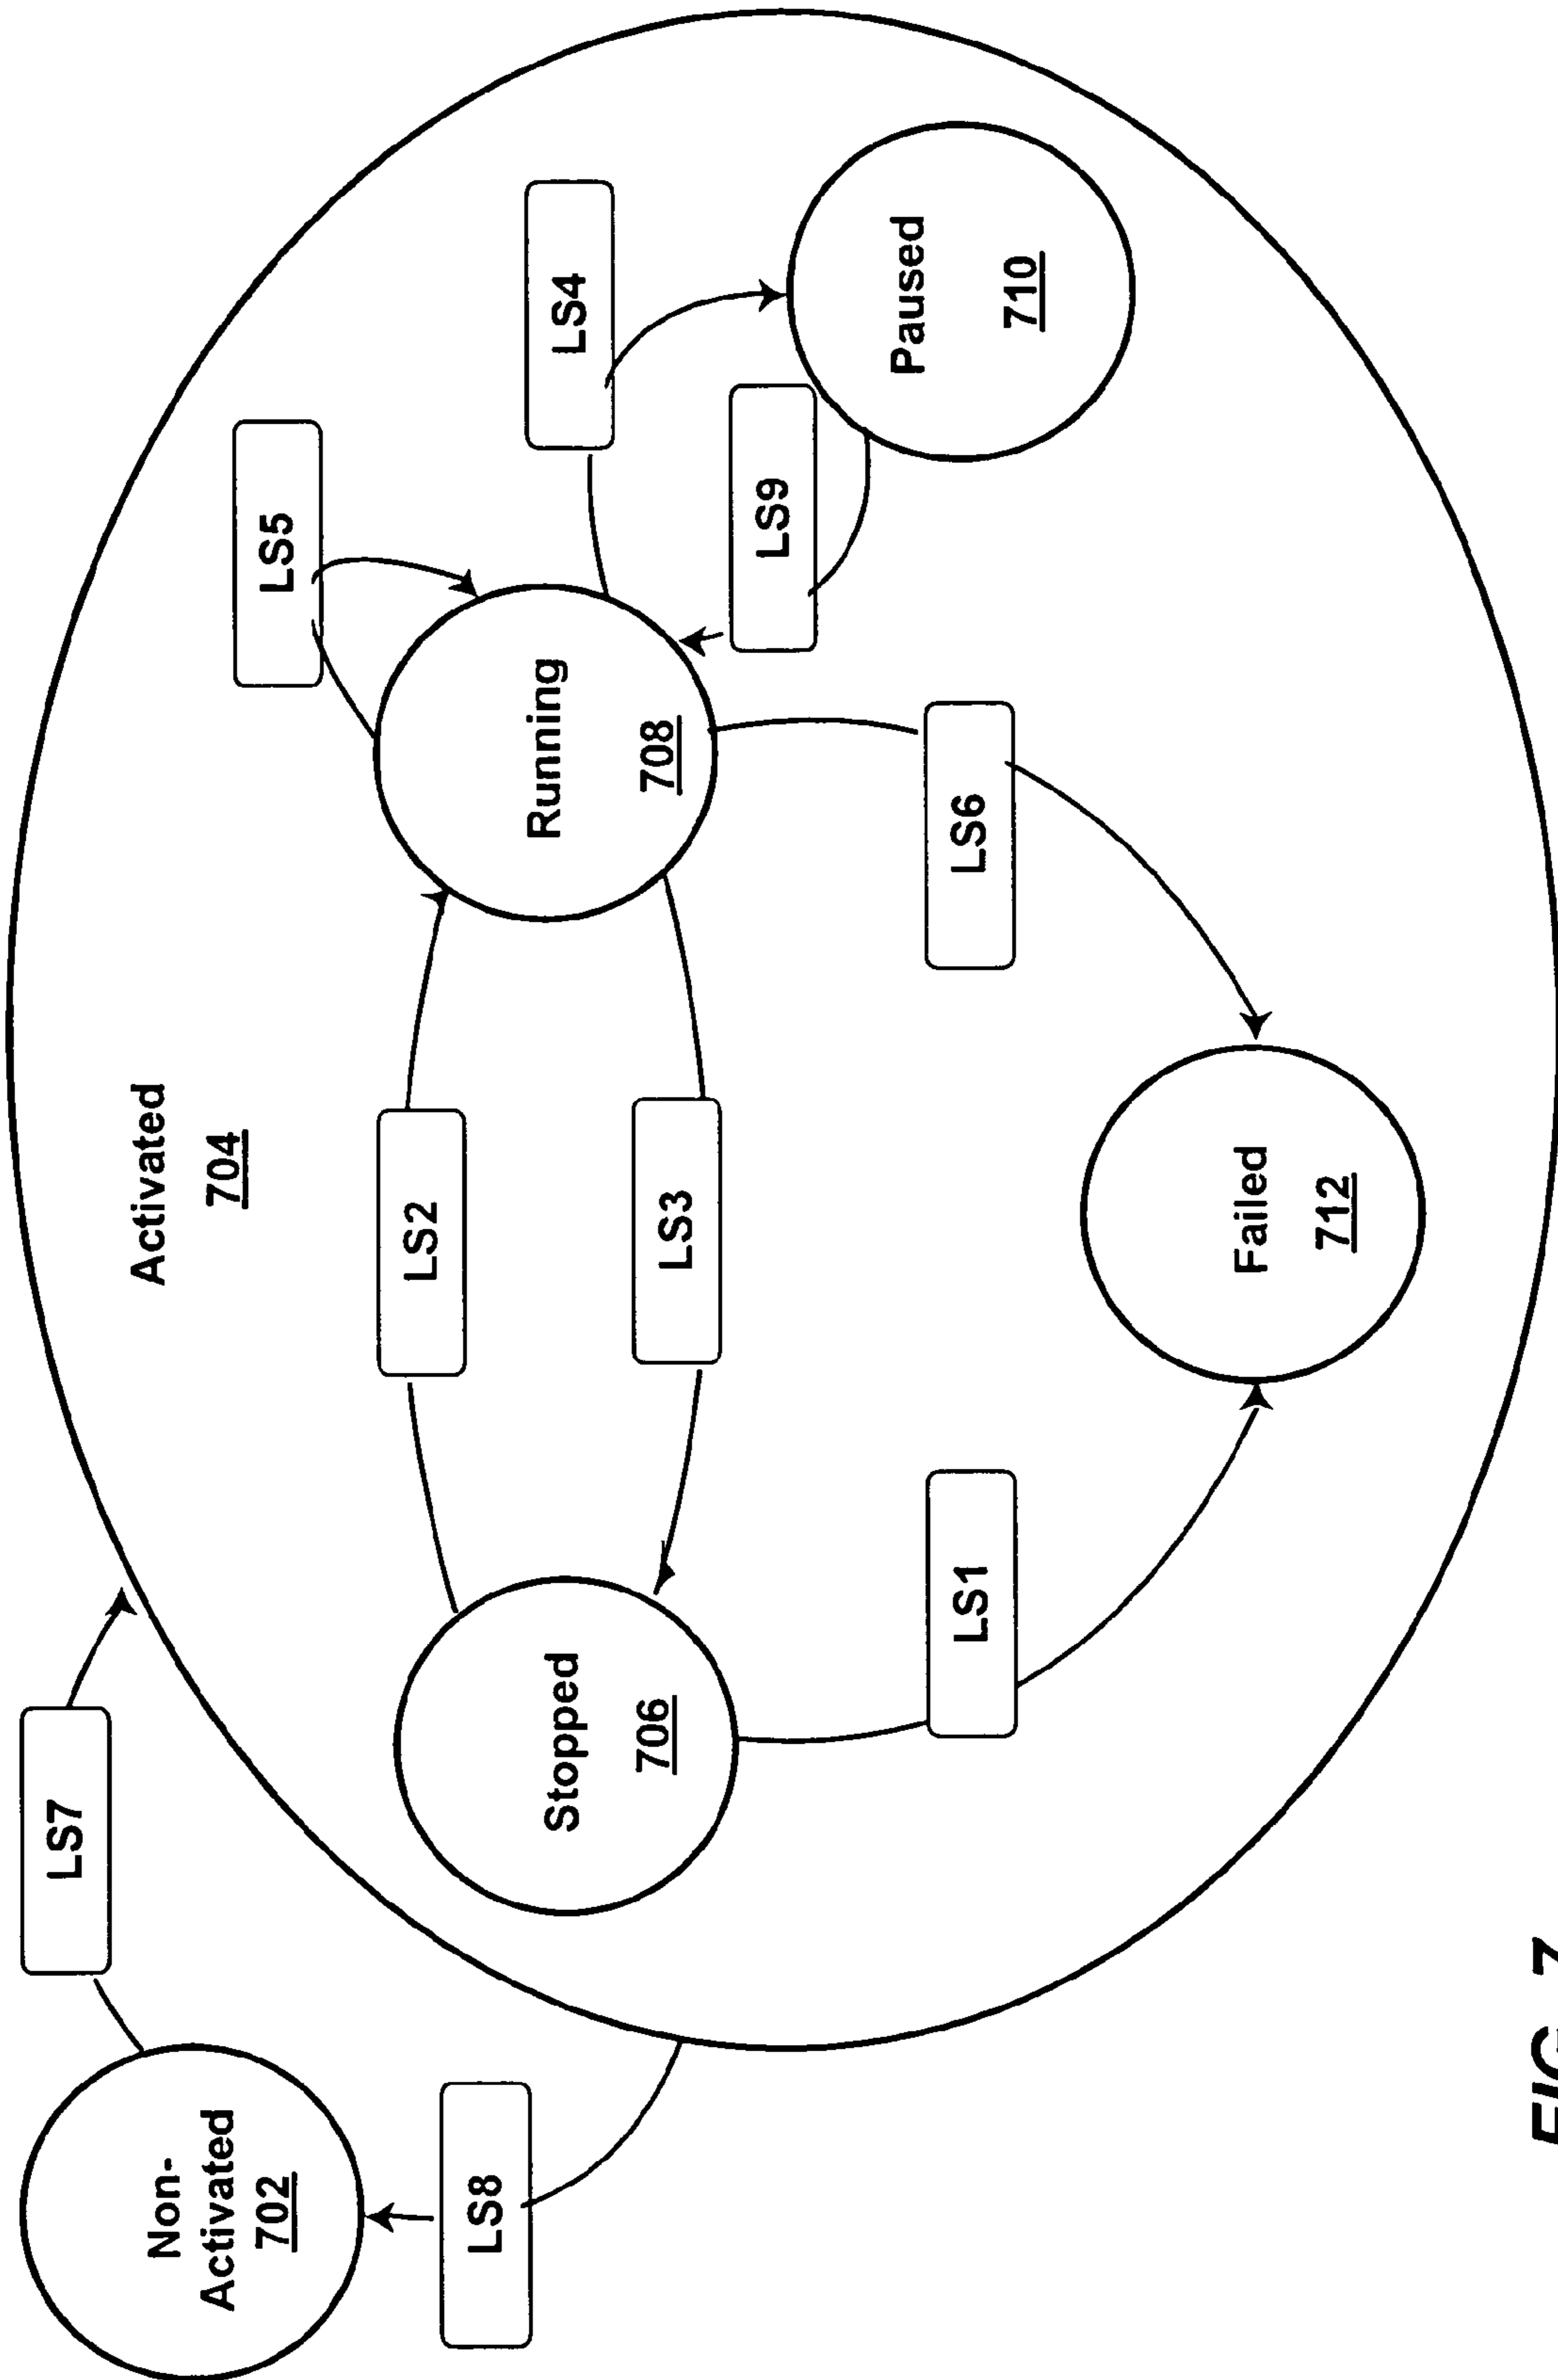 LS7
Non-
Activated
702
Activated
704
LS5
LS8
LS2
Stopped
706
Running
708
LS4
LS3
LS9
Paused
710
LS1
LS6
Failed
712
FIG. 7